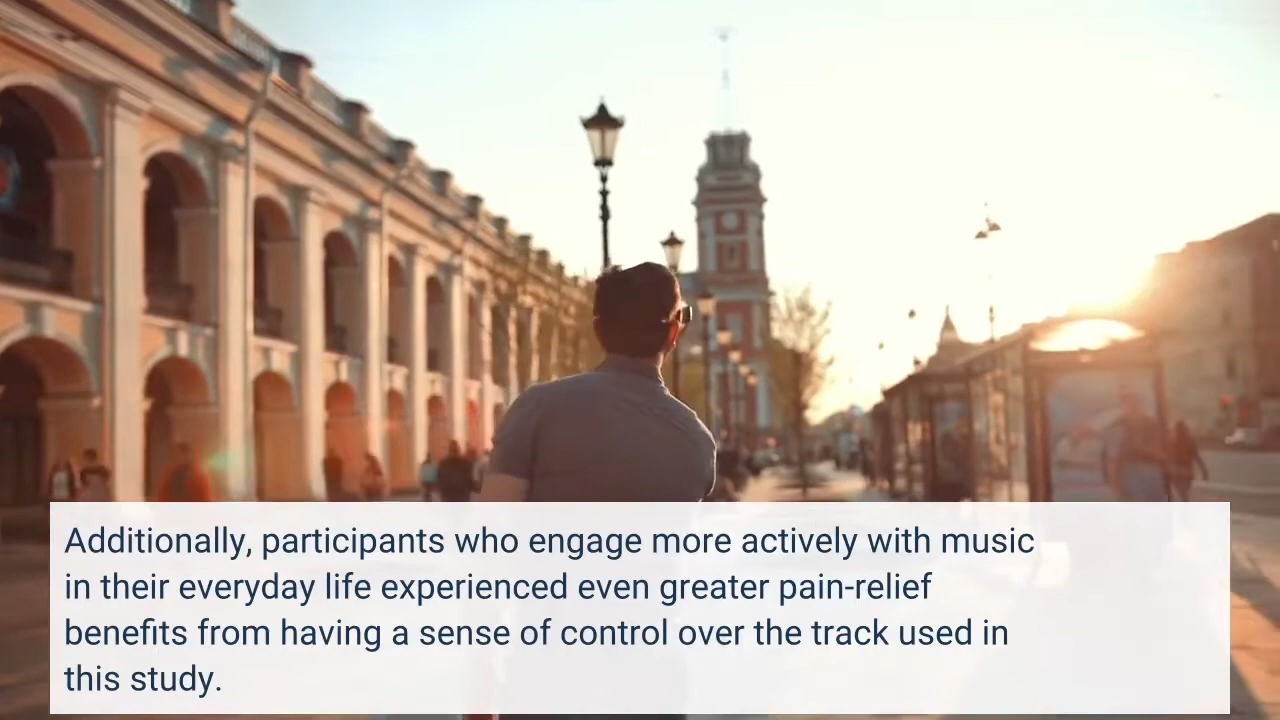 Additionally, participants who engage more actively with music
in their everyday life experienced even greater pain-relief
benefits from having a sense of control over the track used in
this study.